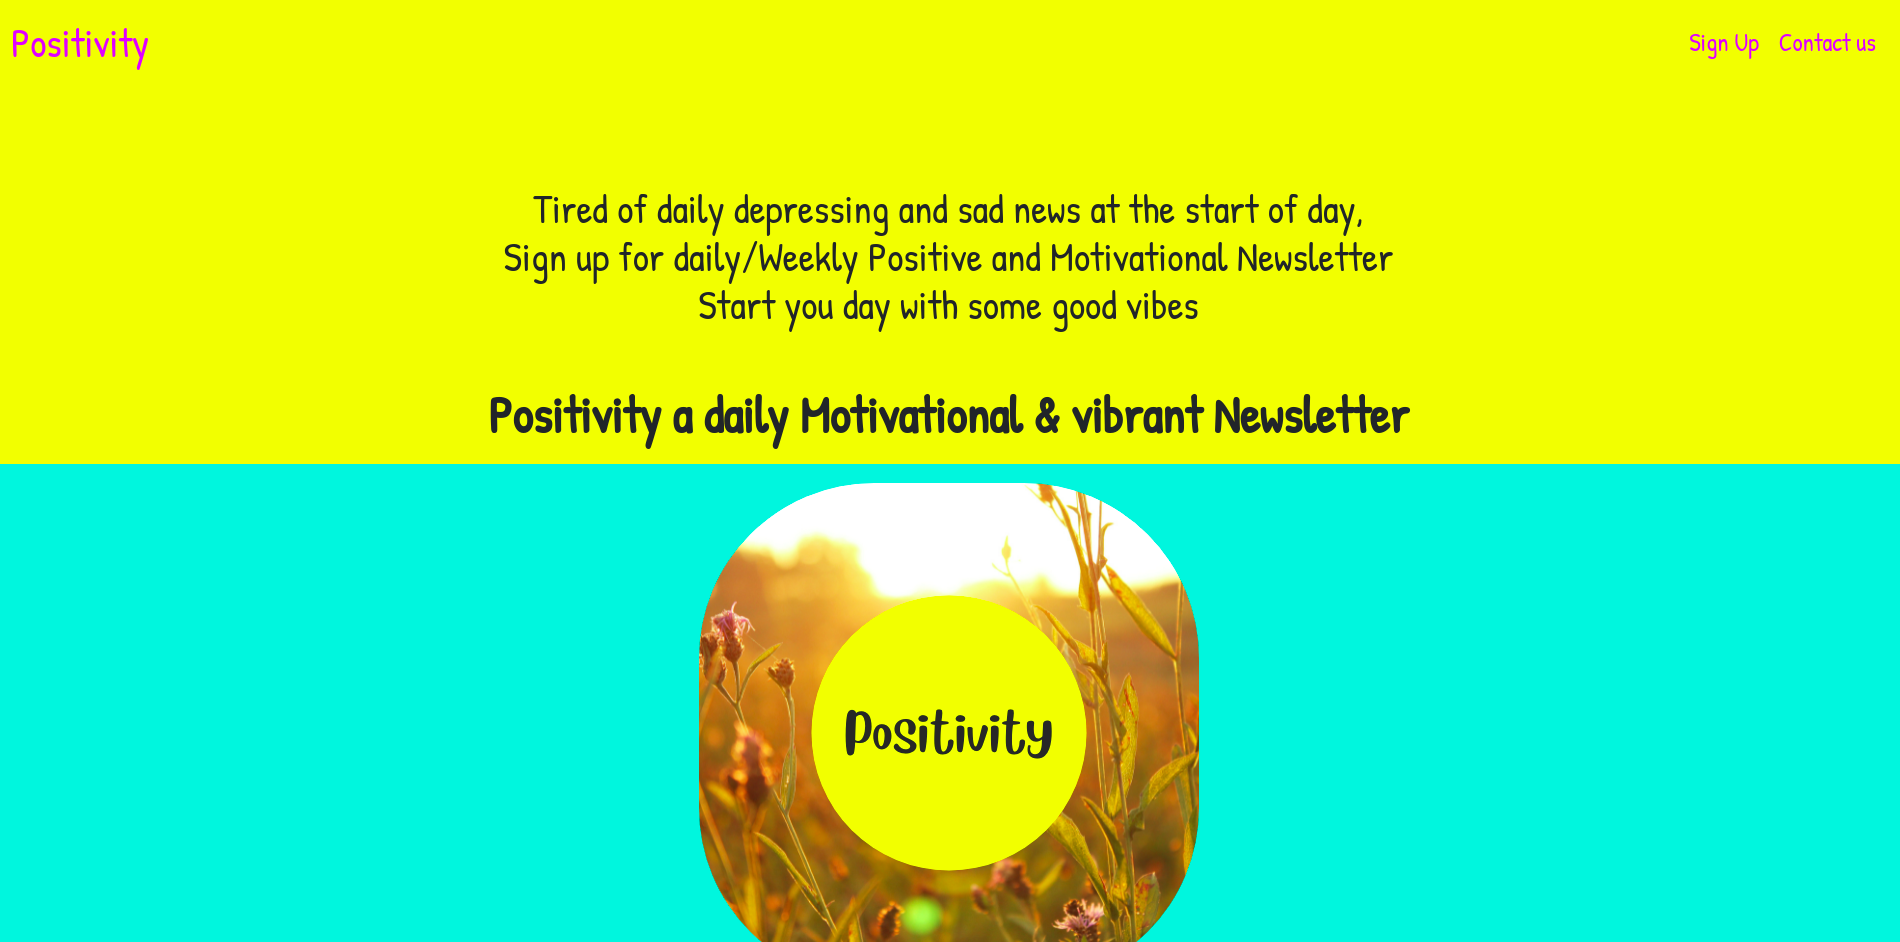 Positivity
Sign Up Contact us
Tired of daily depressing and sad news at the start of day,
Sign up for daily/Weekly Positive and Motivational Newsletter
Start you day with some good vibes
Positivity a daily Motivational & vibrant Newsletter
Positivity